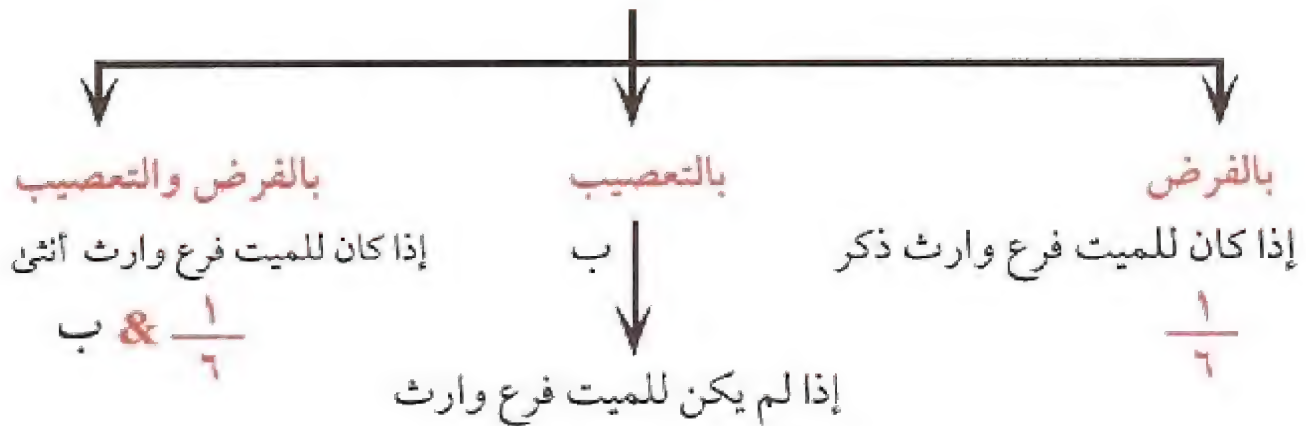 بالفرض
إذا كان للميت فرع وارث ذكر
١
٦
بالتعصيب
ب
إذا لم يكن للميت فرع وارث
بالفرض والتعصيب
إذا كان للميت فرع وارث أنثىٰ
١
٦
& ب